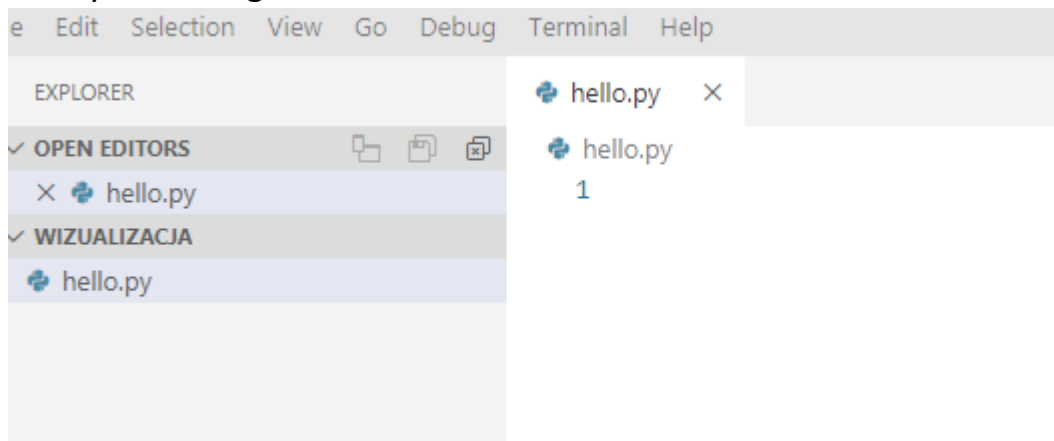 e Edit Selection View Go Debug Terminal Help
EXPLORER
OPEN EDITORS
hello.py
WIZUALIZACJA
hello.py
hello.py
hello.py
1